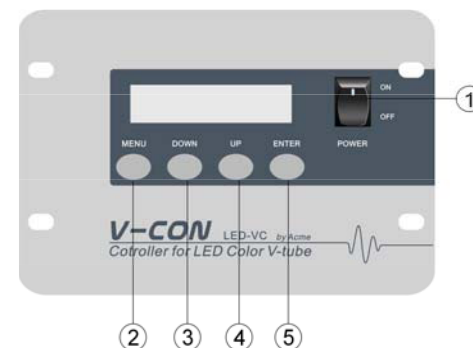 ON
1
OFF
MENU DOWN UP ENTER POWER
V-CON LED-VC by Acme
Cotroller for LED Color V-tube
2 3 4 5